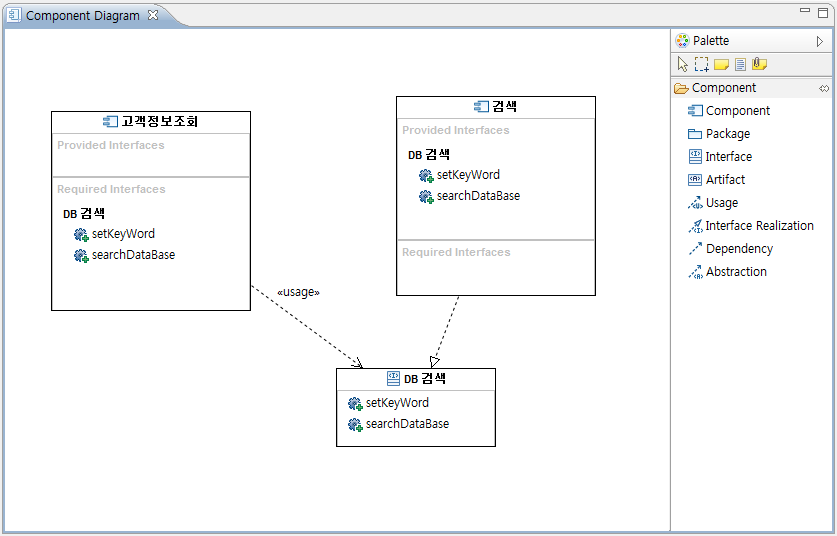 Component Diagram
고객정보조회
Provided Interfaces
Required Interfaces
DB 검색
setKeyWord
searchDataBase
검색
Provided Interfaces
DB 검색
setKeyWord
searchDataBase
Required Interfaces
«usage»
DB 검색
setKeyWord
searchDataBase
Palette
Component
Component
Package
Interface
Artifact
Usage
Interface Realization
Dependency
Abstraction